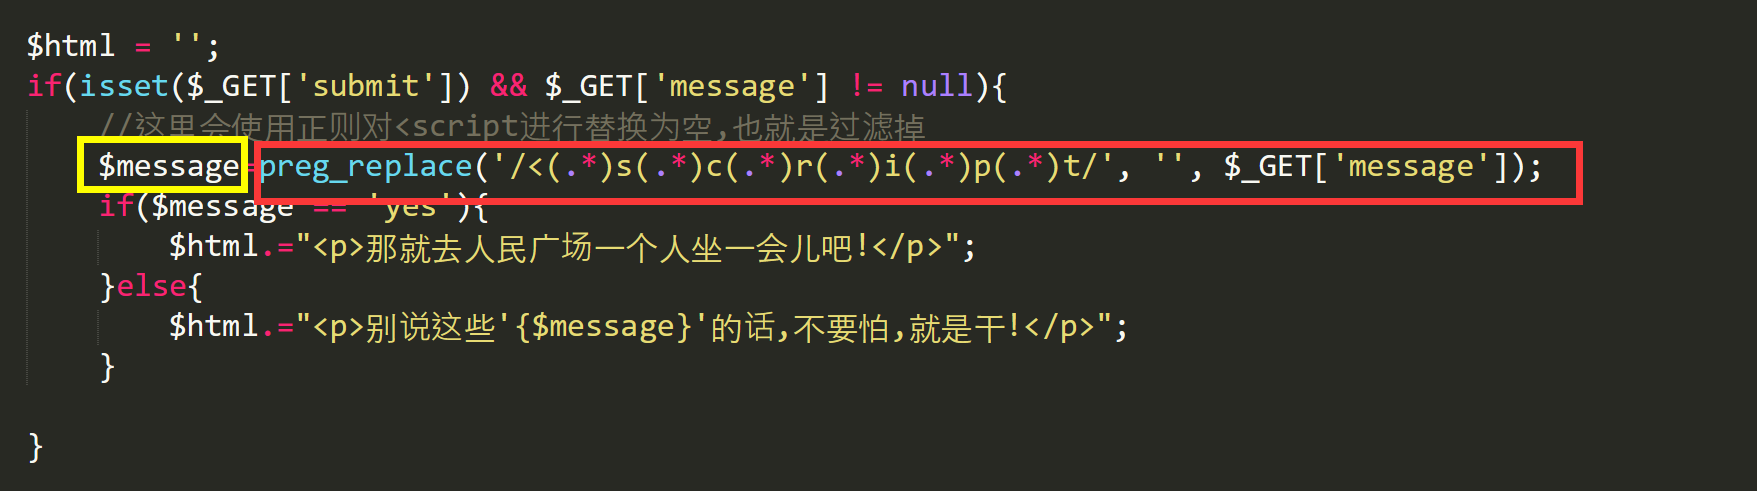 $html = '';
if(isset($_GET['submit']) && $_GET['message'] != null){
//这里会使用正则对<script进行替换为空,也就是过滤掉
$message=preg_replace('/<(.*)s(.*)c(.*)r(.*)i(.*)p(.*)t/', '', $_GET['message']);
if($message == 'yes'){
$html.="<p>那就去人民广场一个人坐一会儿吧!</p>";
}else{
$html.="<p>别说这些'{$message}'的话,不要怕,就是干!</p>";
}
}